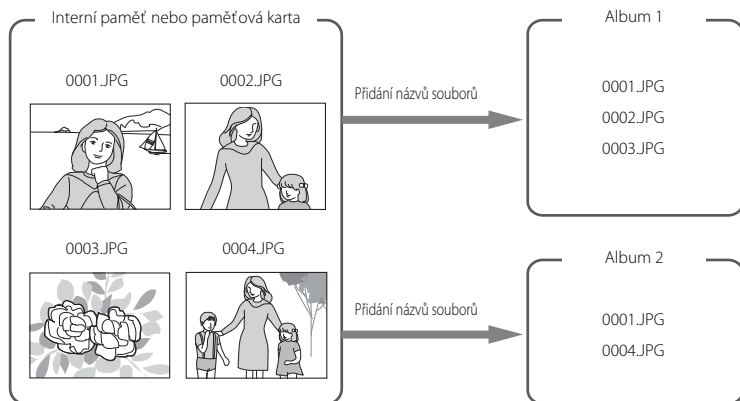 Interní paměť nebo paměťová karta
0001.JPG
0002.JPG
0003.JPG
0004.JPG
Přidání názvů souborů
Album 1
0001.JPG
0002.JPG
0003.JPG
Přidání názvů souborů
Album 2
0001.JPG
0004.JPG